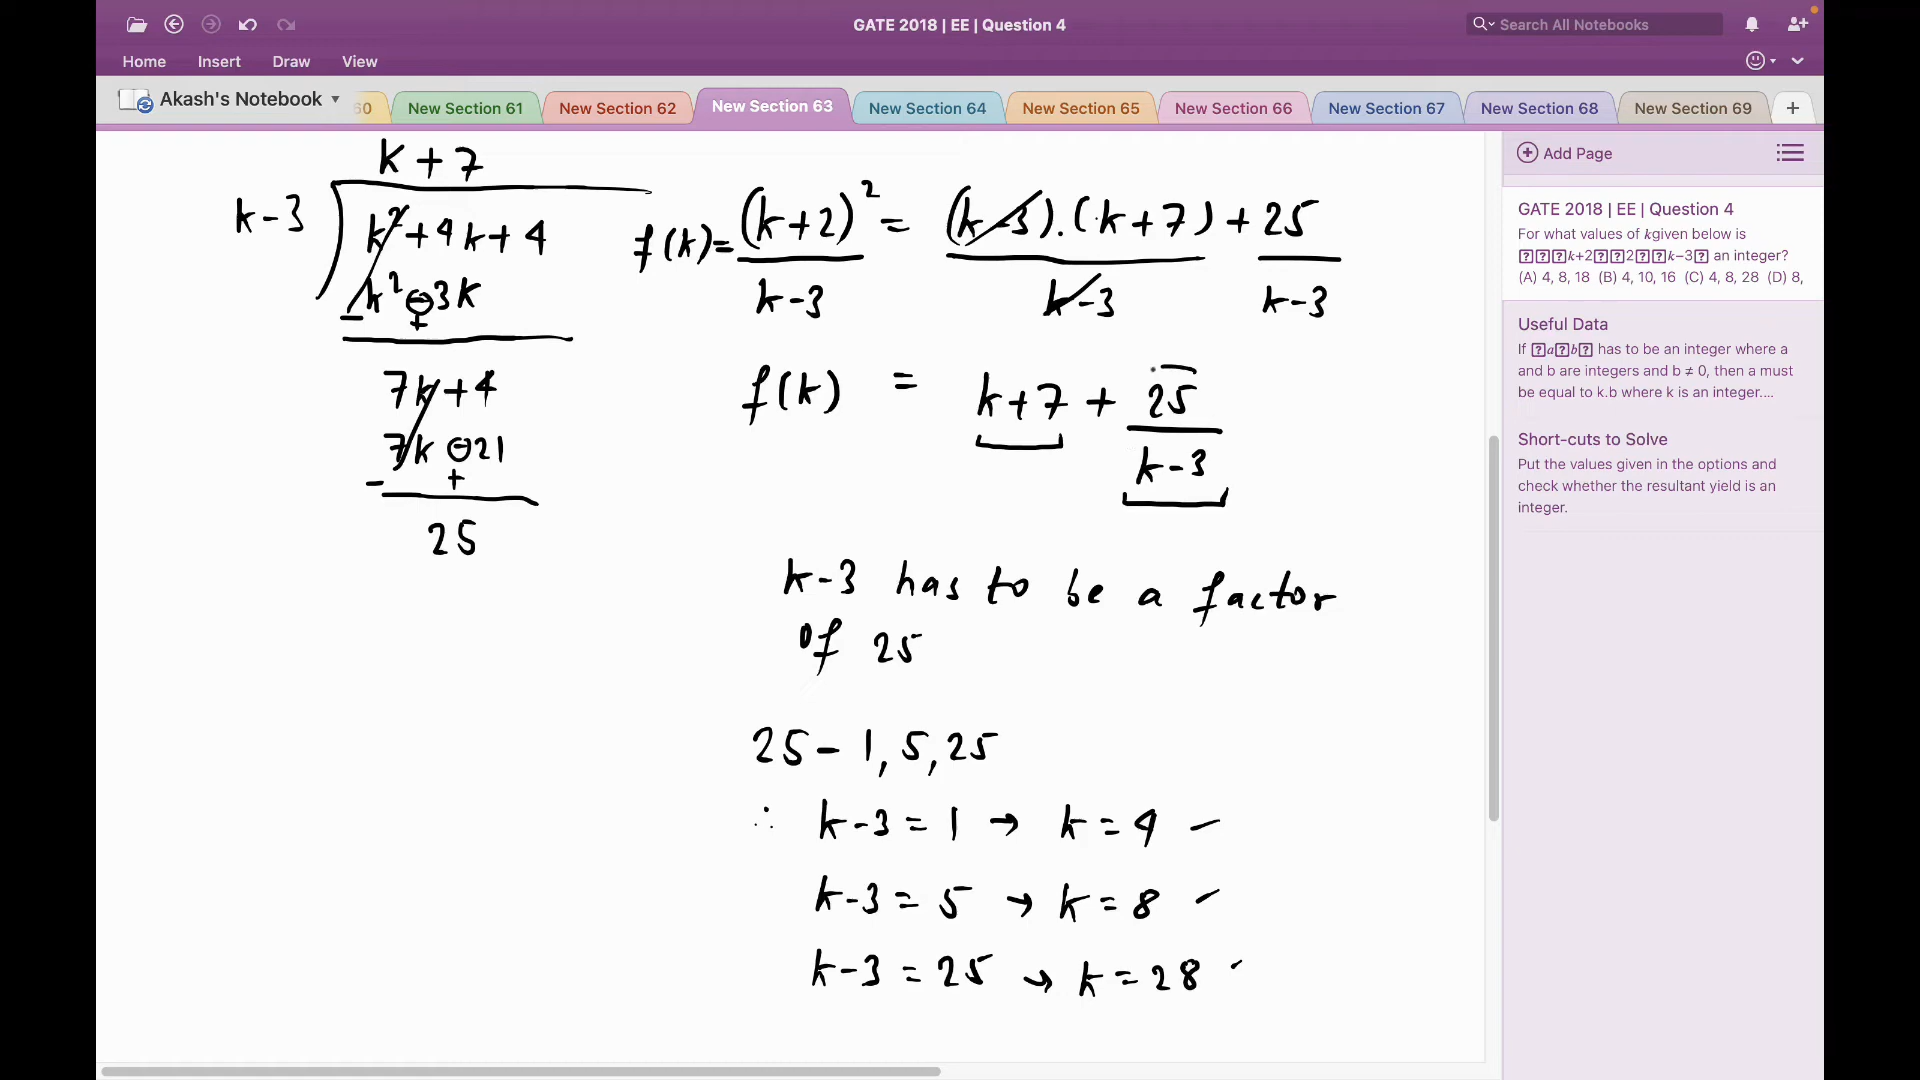 GATE 2018 | EE | Question 4
Search All Notebooks
Home Insert Draw View
Akash's Notebook
60 New Section 61 New Section 62 New Section 63 New Section 64 New Section 65 New Section 66 New Section 67 New Section 68 New Section 69 +
k + 7
k - 3
k² + 4k + 4
k² - 3k
- +
7k + 4
7k - 21
- +
25
f(k) = (k+2)² / k-3 = (k-3).(k+7) / k-3 + 25 / k-3
f(k) = k+7 + 25 / k-3
k-3 has to be a factor
of 25
25 - 1, 5, 25
∴ k-3 = 1 → k = 4
k-3 = 5 → k = 8
k-3 = 25 → k = 28
Add Page
GATE 2018 | EE | Question 4
For what values of kgiven below is
k+2 2 k−3 an integer?
(A) 4, 8, 18 (B) 4, 10, 16 (C) 4, 8, 28 (D) 8,
Useful Data
If a b has to be an integer where a
and b are integers and b ≠ 0, then a must
be equal to k.b where k is an integer....
Short-cuts to Solve
Put the values given in the options and
check whether the resultant yield is an
integer.